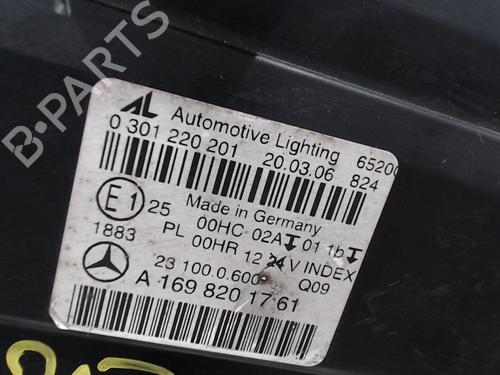 B-PARTS
AL Automotive Lighting 6520
0 301 220 201 20.03.06 824
Made in Germany
E1 25
1883 PL 00HC 02A 01 1b
00HR 12 24 V INDEX
23 100.0.600 Q09
A 169 820 17 61